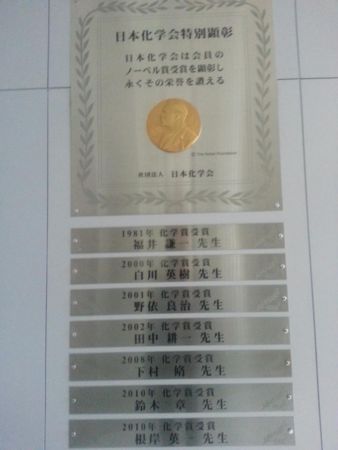 日本化学会特別顕彰
日本化学会は会員の
ノーベル賞受賞を顕彰し
永くその栄誉を讃える
© The Nobel Foundation
社団法人 日本化学会
1981年 化学賞受賞
福井 謙一 先生
2000年 化学賞受賞
白川 英樹 先生
2001年 化学賞受賞
野依 良治 先生
2002年 化学賞受賞
田中 耕一 先生
2008年 化学賞受賞
下村 脩 先生
2010年 化学賞受賞
鈴木 章 先生
2010年 化学賞受賞
根岸 英一 先生